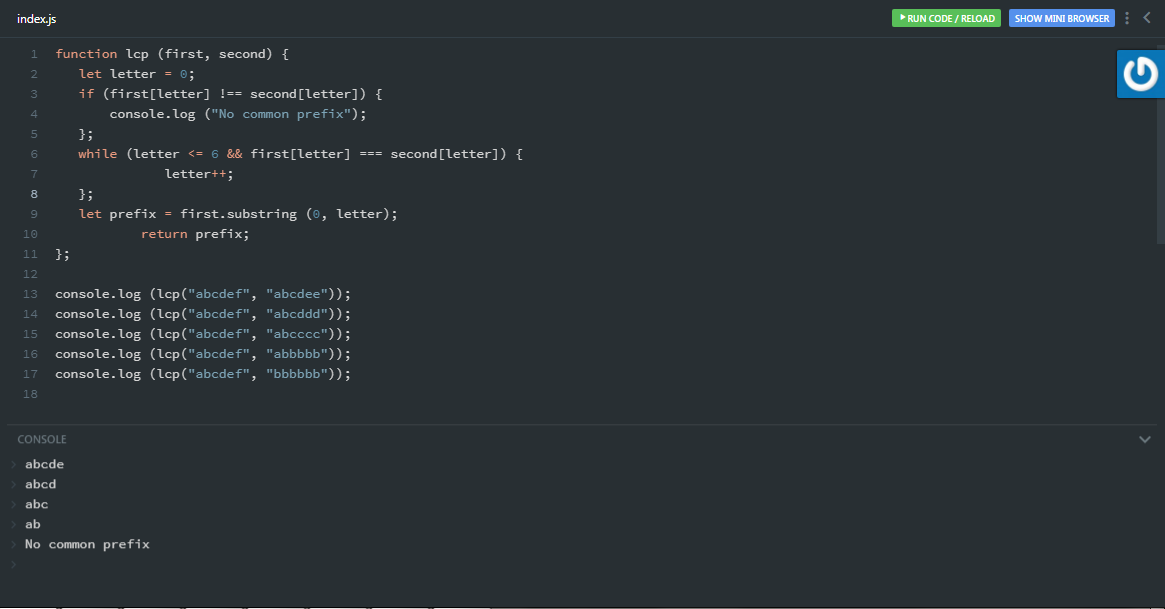 index.js
RUN CODE / RELOAD
SHOW MINI BROWSER
1 function lcp (first, second) {
2    let letter = 0;
3    if (first[letter] !== second[letter]) {
4        console.log ("No common prefix");
5    };
6    while (letter <= 6 && first[letter] === second[letter]) {
7               letter++;
8    };
9    let prefix = first.substring (0, letter);
10            return prefix;
11 };
12
13 console.log (lcp("abcdef", "abcdee"));
14 console.log (lcp("abcdef", "abcddd"));
15 console.log (lcp("abcdef", "abcccc"));
16 console.log (lcp("abcdef", "abbbbb"));
17 console.log (lcp("abcdef", "bbbbbb"));
18
CONSOLE
abcde
abcd
abc
ab
No common prefix